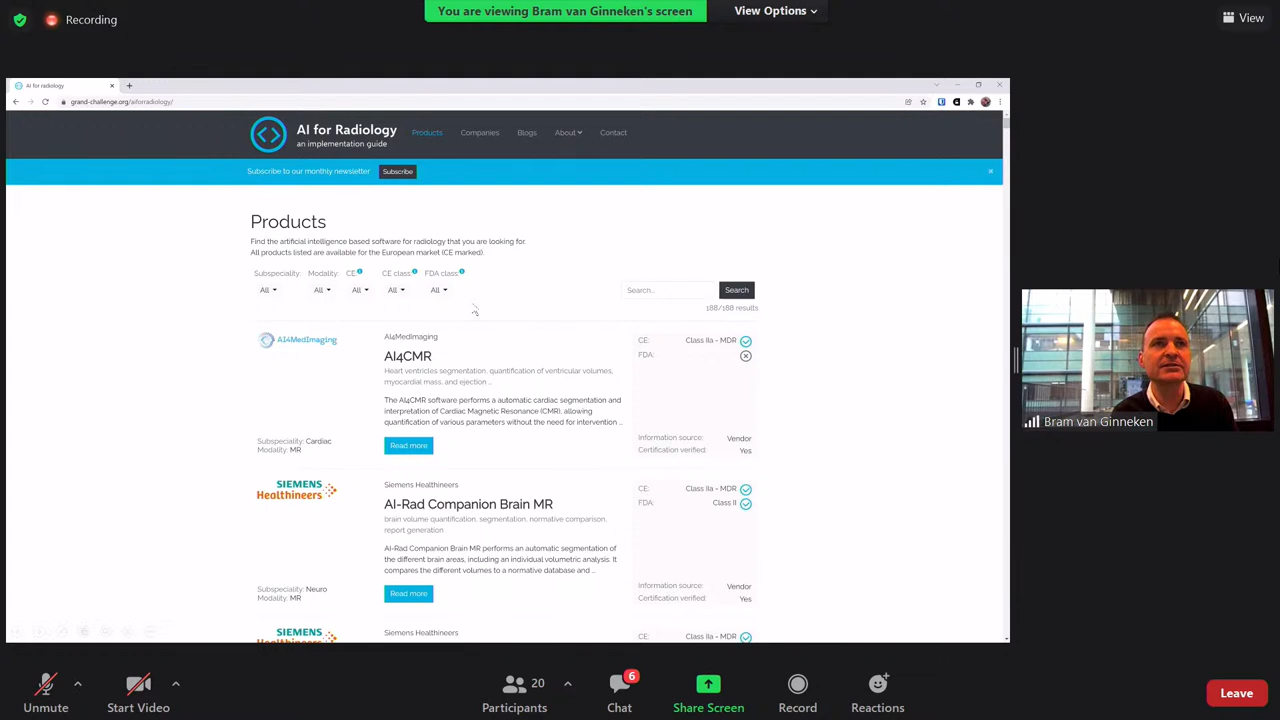 Recording
You are viewing Bram van Ginneken's screen
View Options
View
AI for radiology
grand-challenge.org/aiforradiology/
AI for Radiology
an implementation guide
Products
Companies
Blogs
About
Contact
Subscribe to our monthly newsletter
Subscribe
Products
Find the artificial intelligence based software for radiology that you are looking for.
All products listed are available for the European market (CE marked).
Subspeciality: Modality: CE: CE class: FDA class:
All All All All All
Search...
Search
188/188 results
AI4MedImaging
AI4MedImaging
AI4CMR
Heart ventricles segmentation, quantification of ventricular volumes,
myocardial mass, and ejection ...
The AI4CMR software performs a automatic cardiac segmentation and
interpretation of Cardiac Magnetic Resonance (CMR), allowing
quantification of various parameters without the need for intervention ...
Read more
Subspeciality: Cardiac
Modality: MR
CE: Class IIa - MDR
FDA:
Information source: Vendor
Certification verified: Yes
SIEMENS
Healthineers
Siemens Healthineers
AI-Rad Companion Brain MR
brain volume quantification, segmentation, normative comparison,
report generation
AI-Rad Companion Brain MR performs an automatic segmentation of
the different brain areas, including an individual volumetric analysis. It
compares the different volumes to a normative database and ...
Read more
Subspeciality: Neuro
Modality: MR
CE: Class IIa - MDR
FDA: Class II
Information source: Vendor
Certification verified: Yes
SIEMENS
Healthineers
Siemens Healthineers
CE: Class IIa - MDR
Bram van Ginneken
Unmute
Start Video
20
Participants
6
Chat
Share Screen
Record
Reactions
Leave